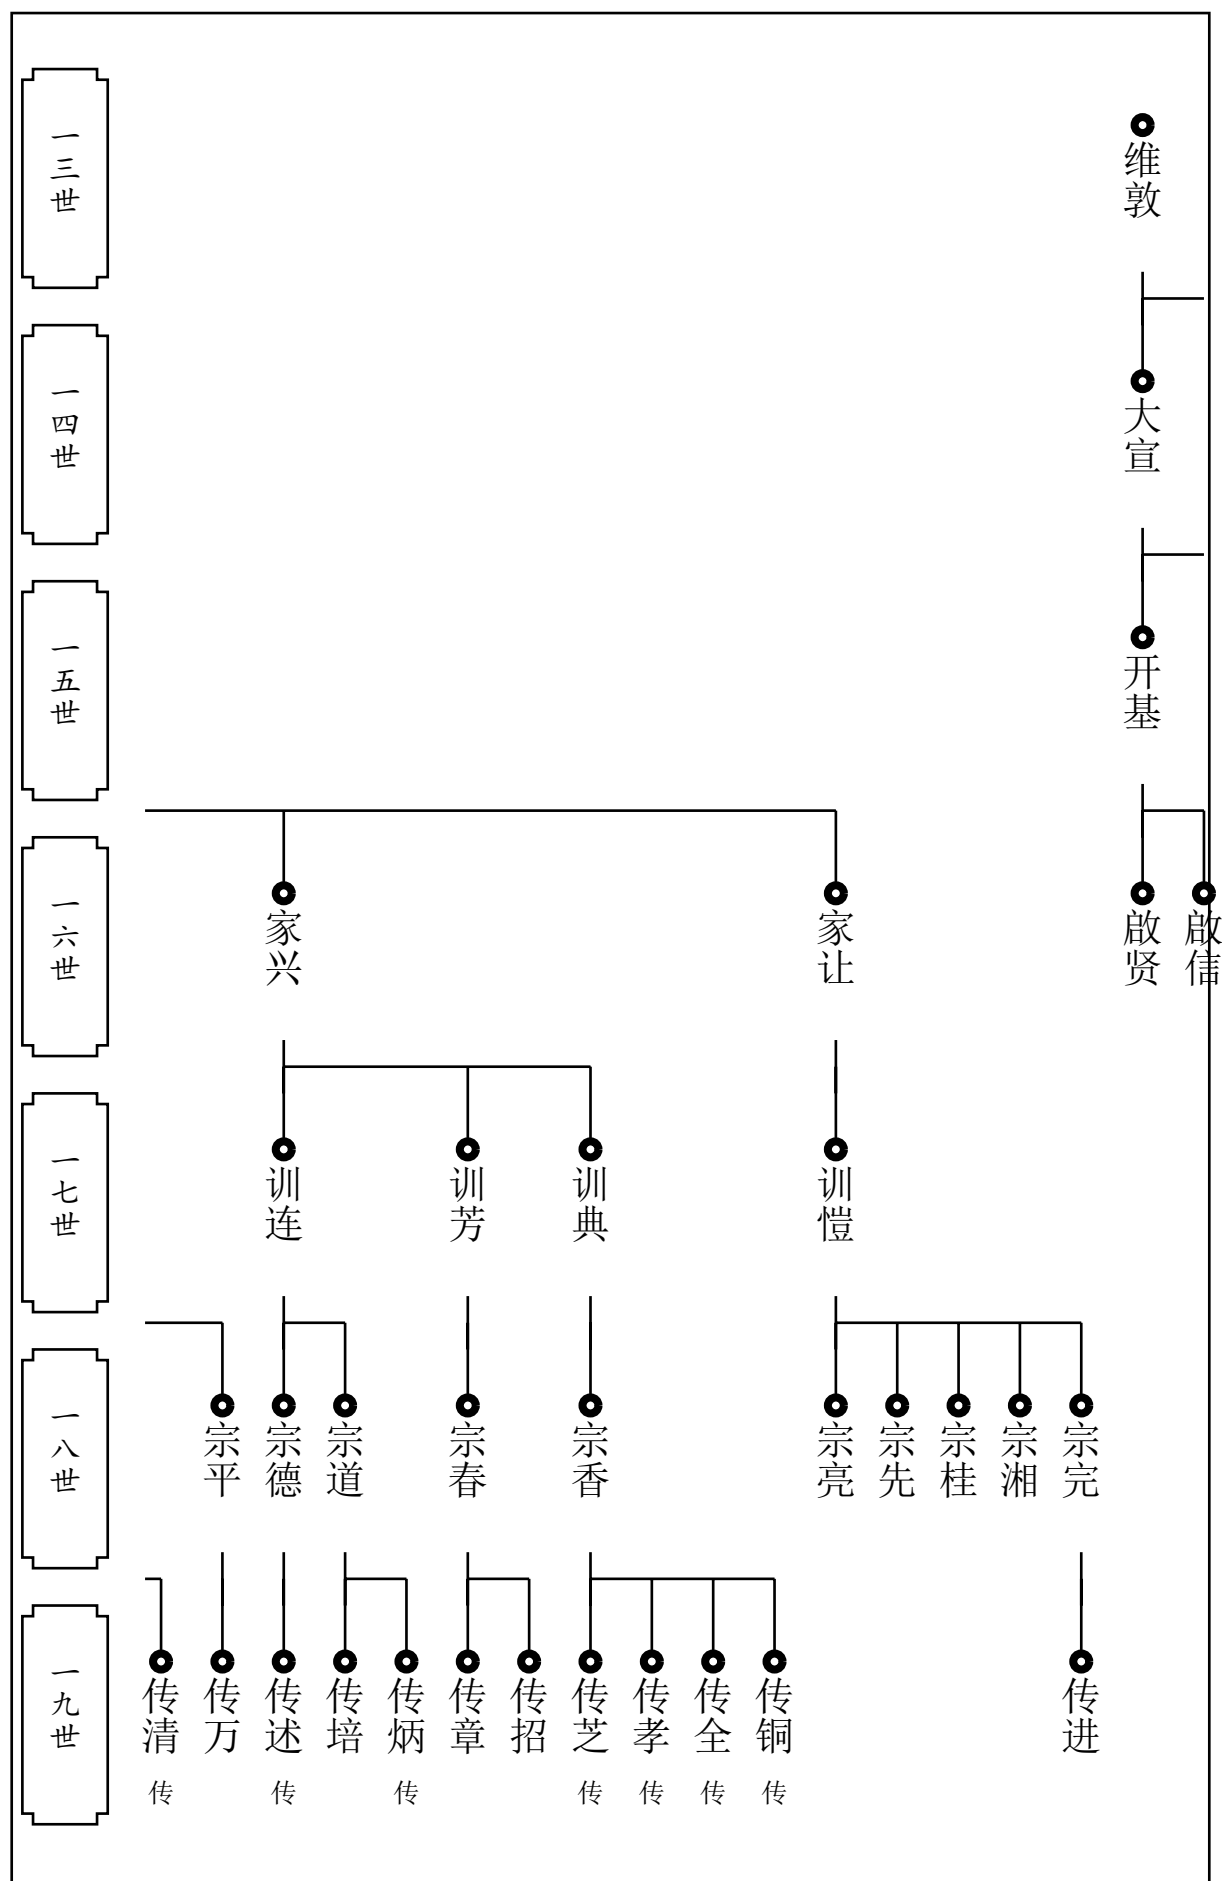 一三世
维敦
一四世
大宣
一五世
开基
一六世
家兴
家让
啟贤
啟信
一七世
训连
训芳
训典
训愷
一八世
宗平
宗德
宗道
宗春
宗香
宗亮
宗先
宗桂
宗湘
宗完
一九世
传清
传万
传述
传培
传炳
传章
传招
传芝
传孝
传全
传铜
传进
传
传
传
传
传
传
传